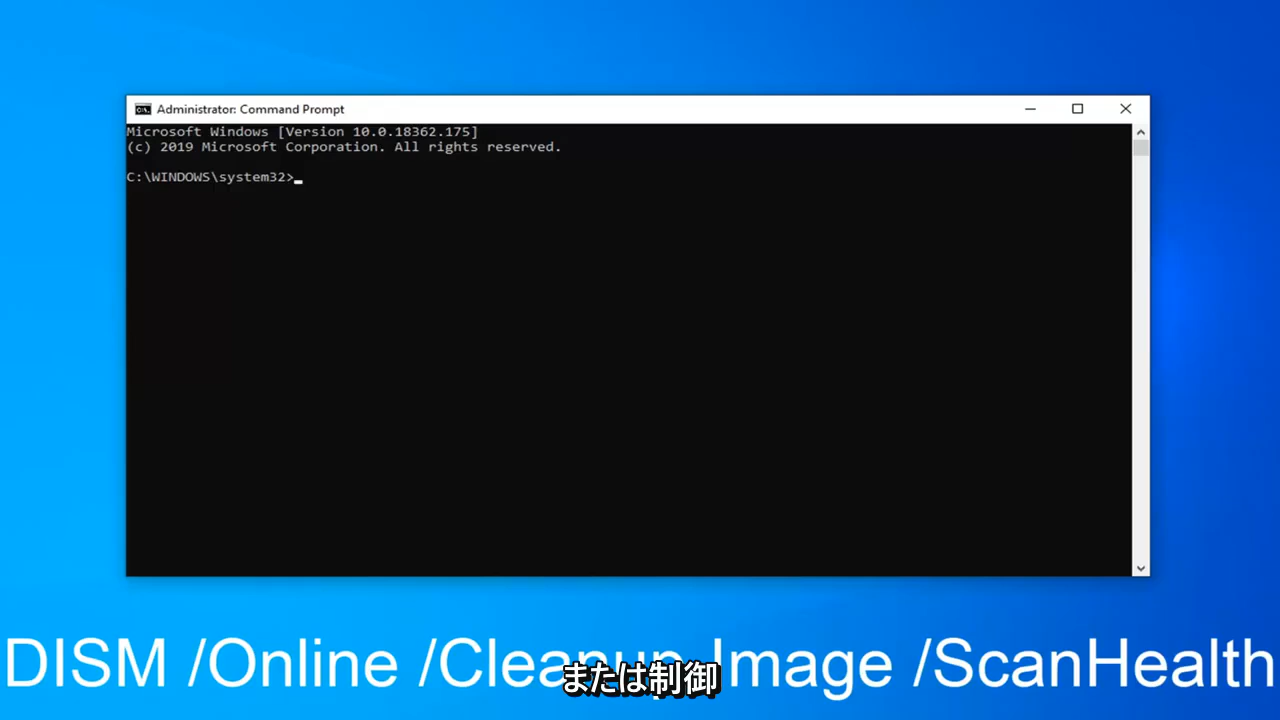 Administrator: Command Prompt
Microsoft Windows [Version 10.0.18362.175]
(c) 2019 Microsoft Corporation. All rights reserved.
C:\WINDOWS\system32>
DISM /Online /Cleanup Image /ScanHealth
または制御